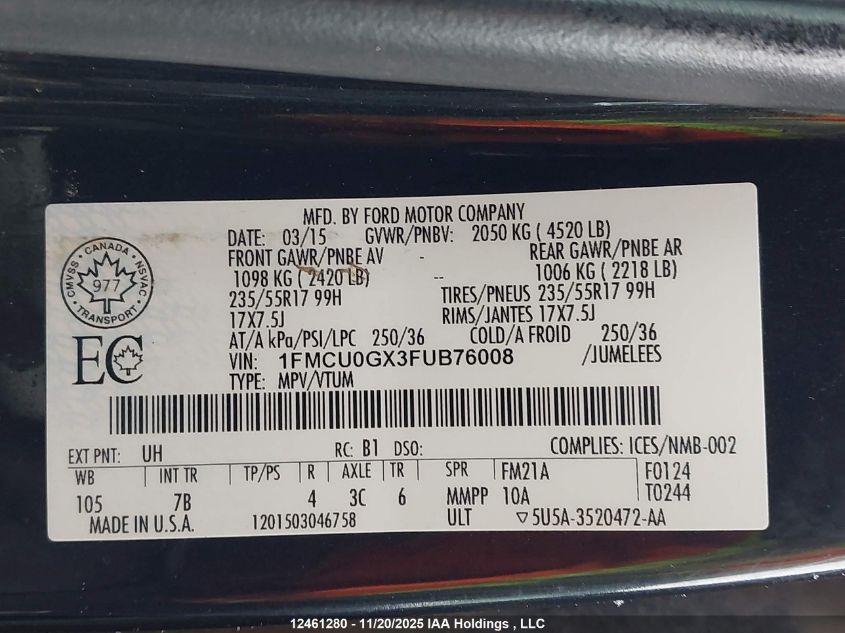 MFD. BY FORD MOTOR COMPANY
DATE: 03/15 GVWR/PNBV: 2050 KG ( 4520 LB)
FRONT GAWR/PNBE AV - REAR GAWR/PNBE AR
1098 KG ( 2420 LB) -- 1006 KG ( 2218 LB)
235/55R17 99H TIRES/PNEUS 235/55R17 99H
17X7.5J RIMS/JANTES 17X7.5J
AT/A kPa/PSI/LPC 250/36 COLD/A FROID 250/36
VIN: 1FMCU0GX3FUB76008 /JUMELEES
TYPE: MPV/VTUM
CANADA
CMVSS NSVAC
977
TRANSPORT
EC
EXT PNT: UH RC: B1 DSO: COMPLIES: ICES/NMB-002
WB INT TR TP/PS R AXLE TR SPR FM21A F0124
105 7B 4 3C 6 MMPP 10A T0244
MADE IN U.S.A. 1201503046758 ULT ▽5U5A-3520472-AA
12461280 - 11/20/2025 IAA Holdings , LLC